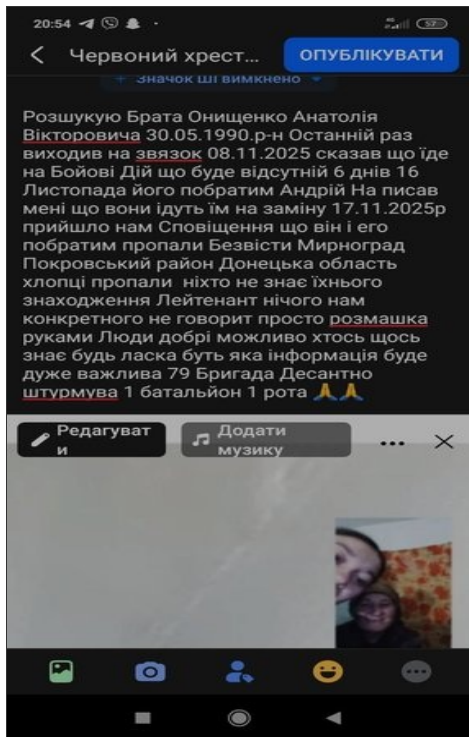 20:54
57
Червоний хрест...
ОПУБЛІКУВАТИ
+ Значок ШІ вимкнено
Розшукую Брата Онищенко Анатолія
Вікторовича 30.05.1990.р-н Останній раз
виходив на звязок 08.11.2025 сказав що їде
на Бойові Дій що буде відсутній 6 днів 16
Листопада його побратим Андрій На писав
мені що вони ідуть їм на заміну 17.11.2025р
прийшло нам Сповіщення що він і его
побратим пропали Безвісти Мирноград
Покровський район Донецька область
хлопці пропали ніхто не знає їхнього
знаходження Лейтенант нічого нам
конкретного не говорит просто розмашка
руками Люди добрі можливо хтось щось
знає будь ласка буть яка інформація буде
дуже важлива 79 Бригада Десантно
штурмува 1 батальйон 1 рота 🙏🙏
Редагуват
и
Додати
музику